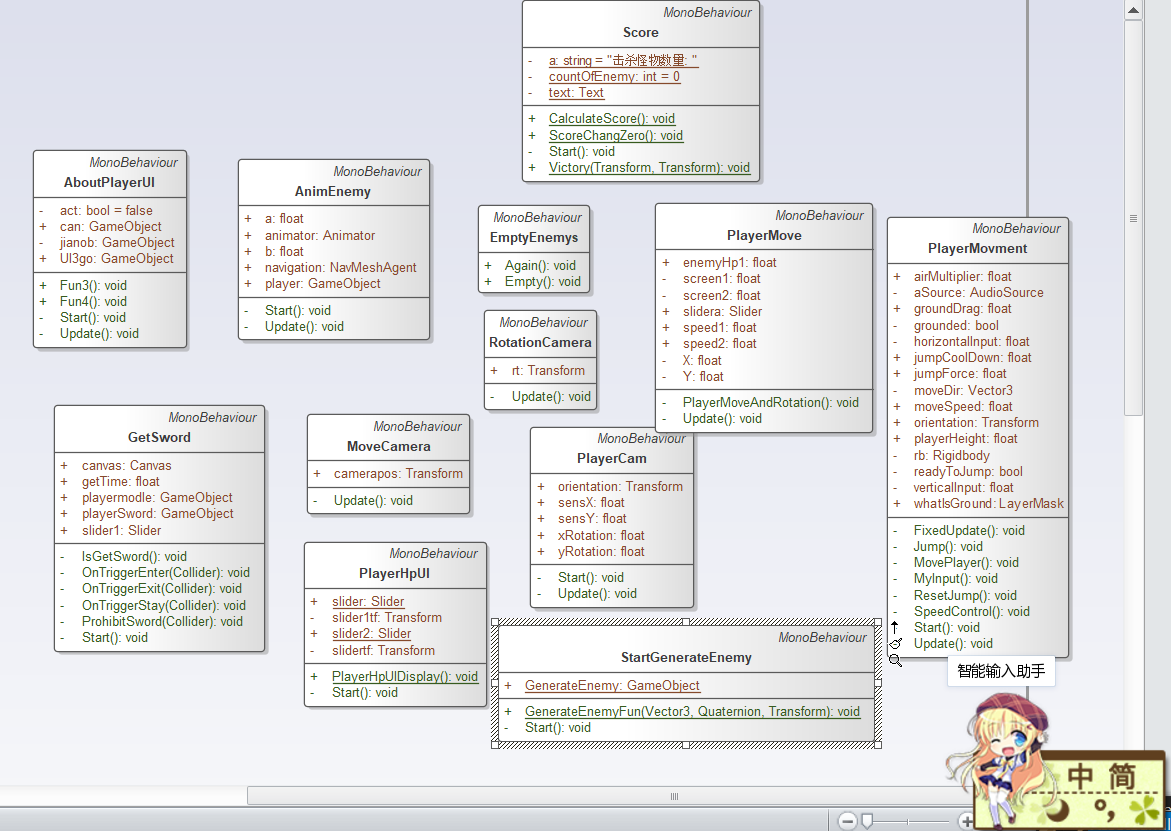 MonoBehaviour
Score
- a: string = "击杀怪物数量: "
- countOfEnemy: int = 0
- text: Text
+ CalculateScore(): void
+ ScoreChangZero(): void
- Start(): void
+ Victory(Transform, Transform): void
MonoBehaviour
AboutPlayerUI
- act: bool = false
+ can: GameObject
- jianob: GameObject
+ UI3go: GameObject
+ Fun3(): void
+ Fun4(): void
- Start(): void
- Update(): void
MonoBehaviour
AnimEnemy
+ a: float
+ animator: Animator
+ b: float
+ navigation: NavMeshAgent
+ player: GameObject
- Start(): void
- Update(): void
MonoBehaviour
EmptyEnemys
+ Again(): void
+ Empty(): void
MonoBehaviour
RotationCamera
+ rt: Transform
- Update(): void
MonoBehaviour
PlayerMove
+ enemyHp1: float
- screen1: float
- screen2: float
+ slidera: Slider
+ speed1: float
+ speed2: float
- X: float
- Y: float
- PlayerMoveAndRotation(): void
- Update(): void
MonoBehaviour
PlayerMovment
+ airMultiplier: float
- aSource: AudioSource
+ groundDrag: float
- grounded: bool
- horizontalInput: float
+ jumpCoolDown: float
+ jumpForce: float
- moveDir: Vector3
+ moveSpeed: float
+ orientation: Transform
+ playerHeight: float
- rb: Rigidbody
- readyToJump: bool
- verticalInput: float
+ whatIsGround: LayerMask
- FixedUpdate(): void
- Jump(): void
- MovePlayer(): void
- MyInput(): void
- ResetJump(): void
- SpeedControl(): void
- Start(): void
- Update(): void
MonoBehaviour
GetSword
+ canvas: Canvas
+ getTime: float
+ playermodle: GameObject
+ playerSword: GameObject
+ slider1: Slider
- IsGetSword(): void
- OnTriggerEnter(Collider): void
- OnTriggerExit(Collider): void
- OnTriggerStay(Collider): void
- ProhibitSword(Collider): void
- Start(): void
MonoBehaviour
MoveCamera
+ camerapos: Transform
- Update(): void
MonoBehaviour
PlayerCam
+ orientation: Transform
+ sensX: float
+ sensY: float
+ xRotation: float
+ yRotation: float
- Start(): void
- Update(): void
MonoBehaviour
PlayerHpUI
+ slider: Slider
- slider1tf: Transform
+ slider2: Slider
- slidertf: Transform
+ PlayerHpUIDisplay(): void
- Start(): void
MonoBehaviour
StartGenerateEnemy
+ GenerateEnemy: GameObject
+ GenerateEnemyFun(Vector3, Quaternion, Transform): void
- Start(): void
智能输入助手
中 简